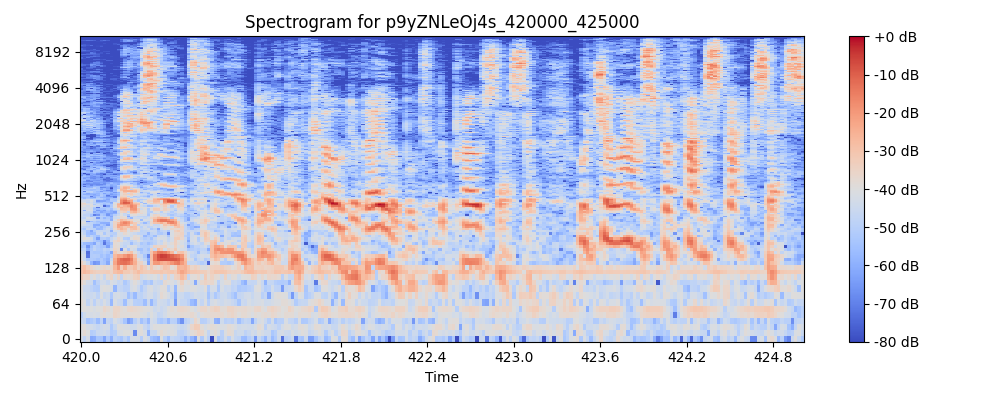 Spectrogram for p9yZNLeOj4s_420000_425000
Hz
8192
4096
2048
1024
512
256
128
64
0
420.0 420.6 421.2 421.8 422.4 423.0 423.6 424.2 424.8
Time
+0 dB
-10 dB
-20 dB
-30 dB
-40 dB
-50 dB
-60 dB
-70 dB
-80 dB